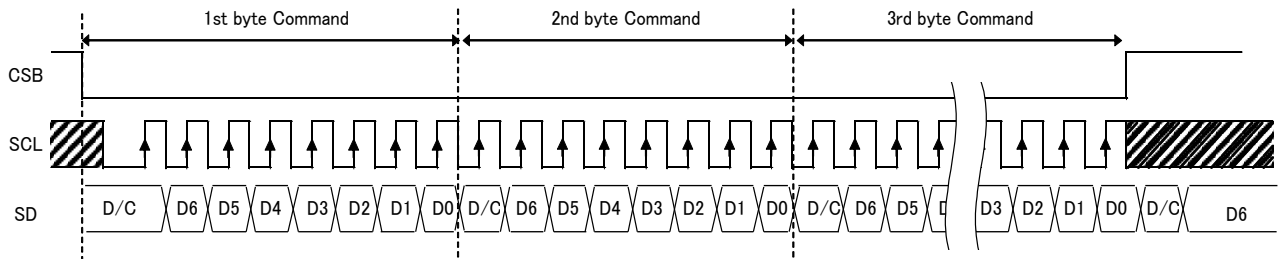 1st byte Command 2nd byte Command 3rd byte Command
CSB
SCL
SD D/C D6 D5 D4 D3 D2 D1 D0 D/C D6 D5 D4 D3 D2 D1 D0 D/C D6 D5 D3 D2 D1 D0 D/C D6